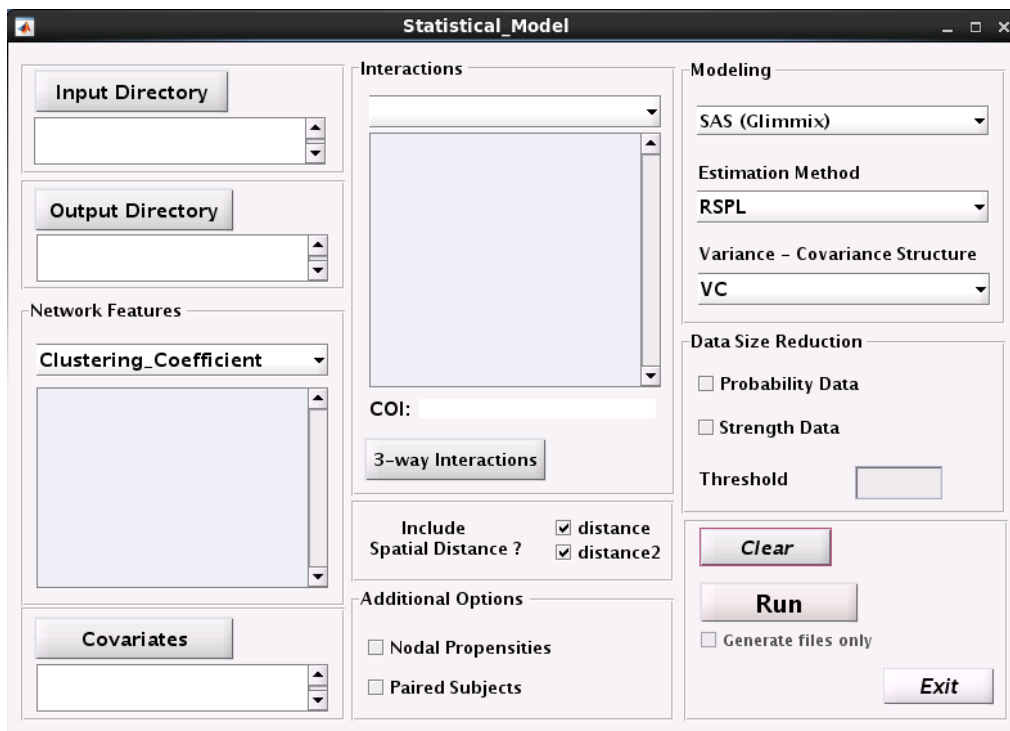 Statistical_Model
Input Directory
Output Directory
Network Features
Clustering_Coefficient
Covariates
Interactions
COI:
3-way Interactions
Include
Spatial Distance ?
distance
distance2
Additional Options
Nodal Propensities
Paired Subjects
Modeling
SAS (Glimmix)
Estimation Method
RSPL
Variance - Covariance Structure
VC
Data Size Reduction
Probability Data
Strength Data
Threshold
Clear
Run
Generate files only
Exit